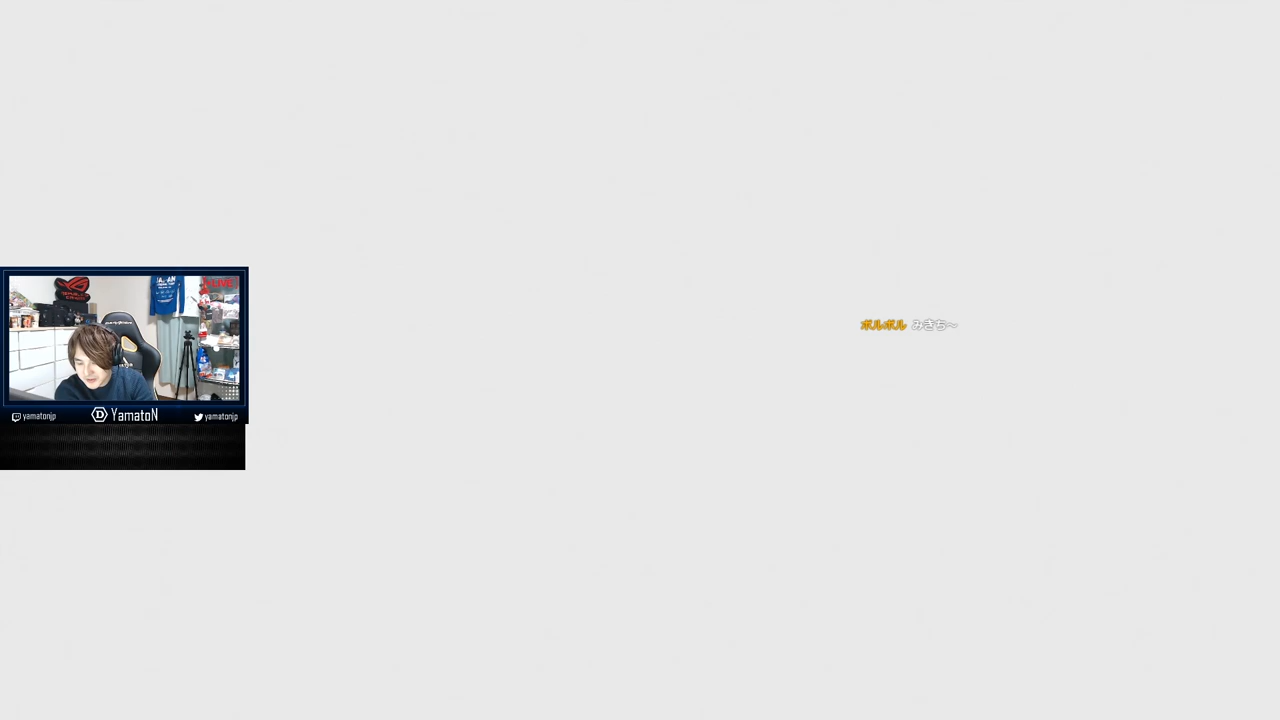 LIVE
ボルボル みきち～
yamatonjp
YamatoN
yamatonjp